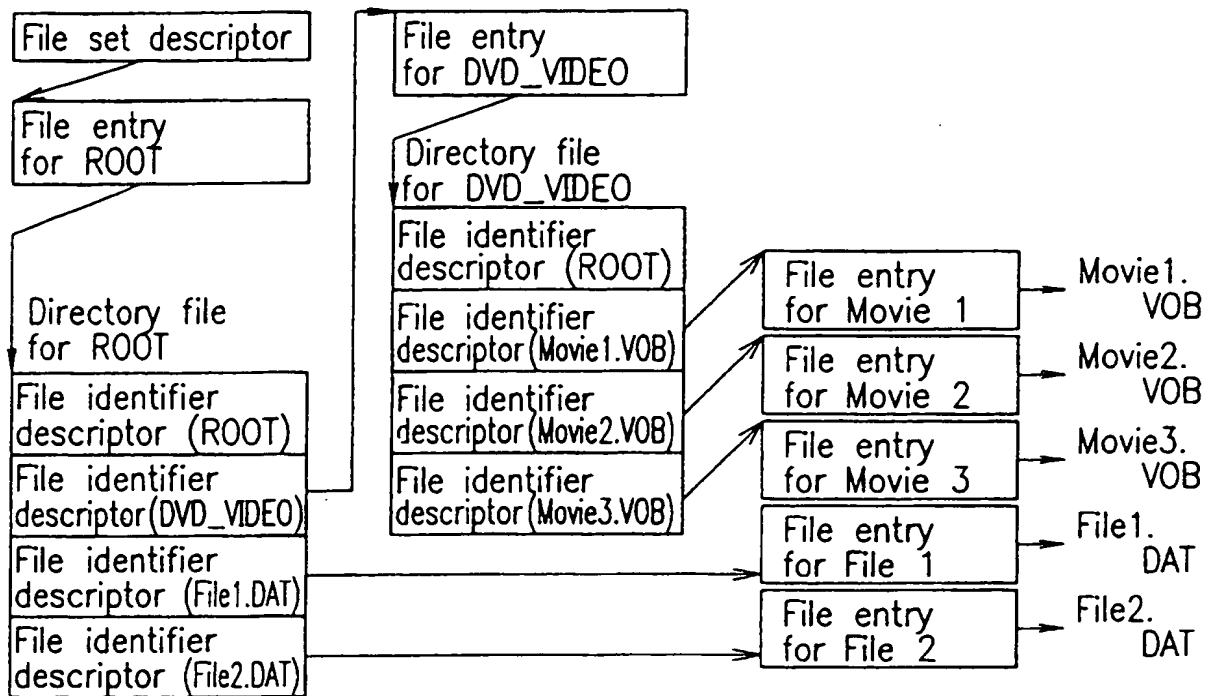 File set descriptor
File entry
for ROOT
Directory file
for ROOT
File identifier
descriptor (ROOT)
File identifier
descriptor(DVD_VIDEO)
File identifier
descriptor (File1.DAT)
File identifier
descriptor (File2.DAT)
File entry
for DVD_VIDEO
Directory file
for DVD_VIDEO
File identifier
descriptor (ROOT)
File identifier
descriptor(Movie1.VOB)
File identifier
descriptor(Movie2.VOB)
File identifier
descriptor(Movie3.VOB)
File entry
for Movie 1
Movie1.
VOB
File entry
for Movie 2
Movie2.
VOB
File entry
for Movie 3
Movie3.
VOB
File entry
for File 1
File1.
DAT
File entry
for File 2
File2.
DAT